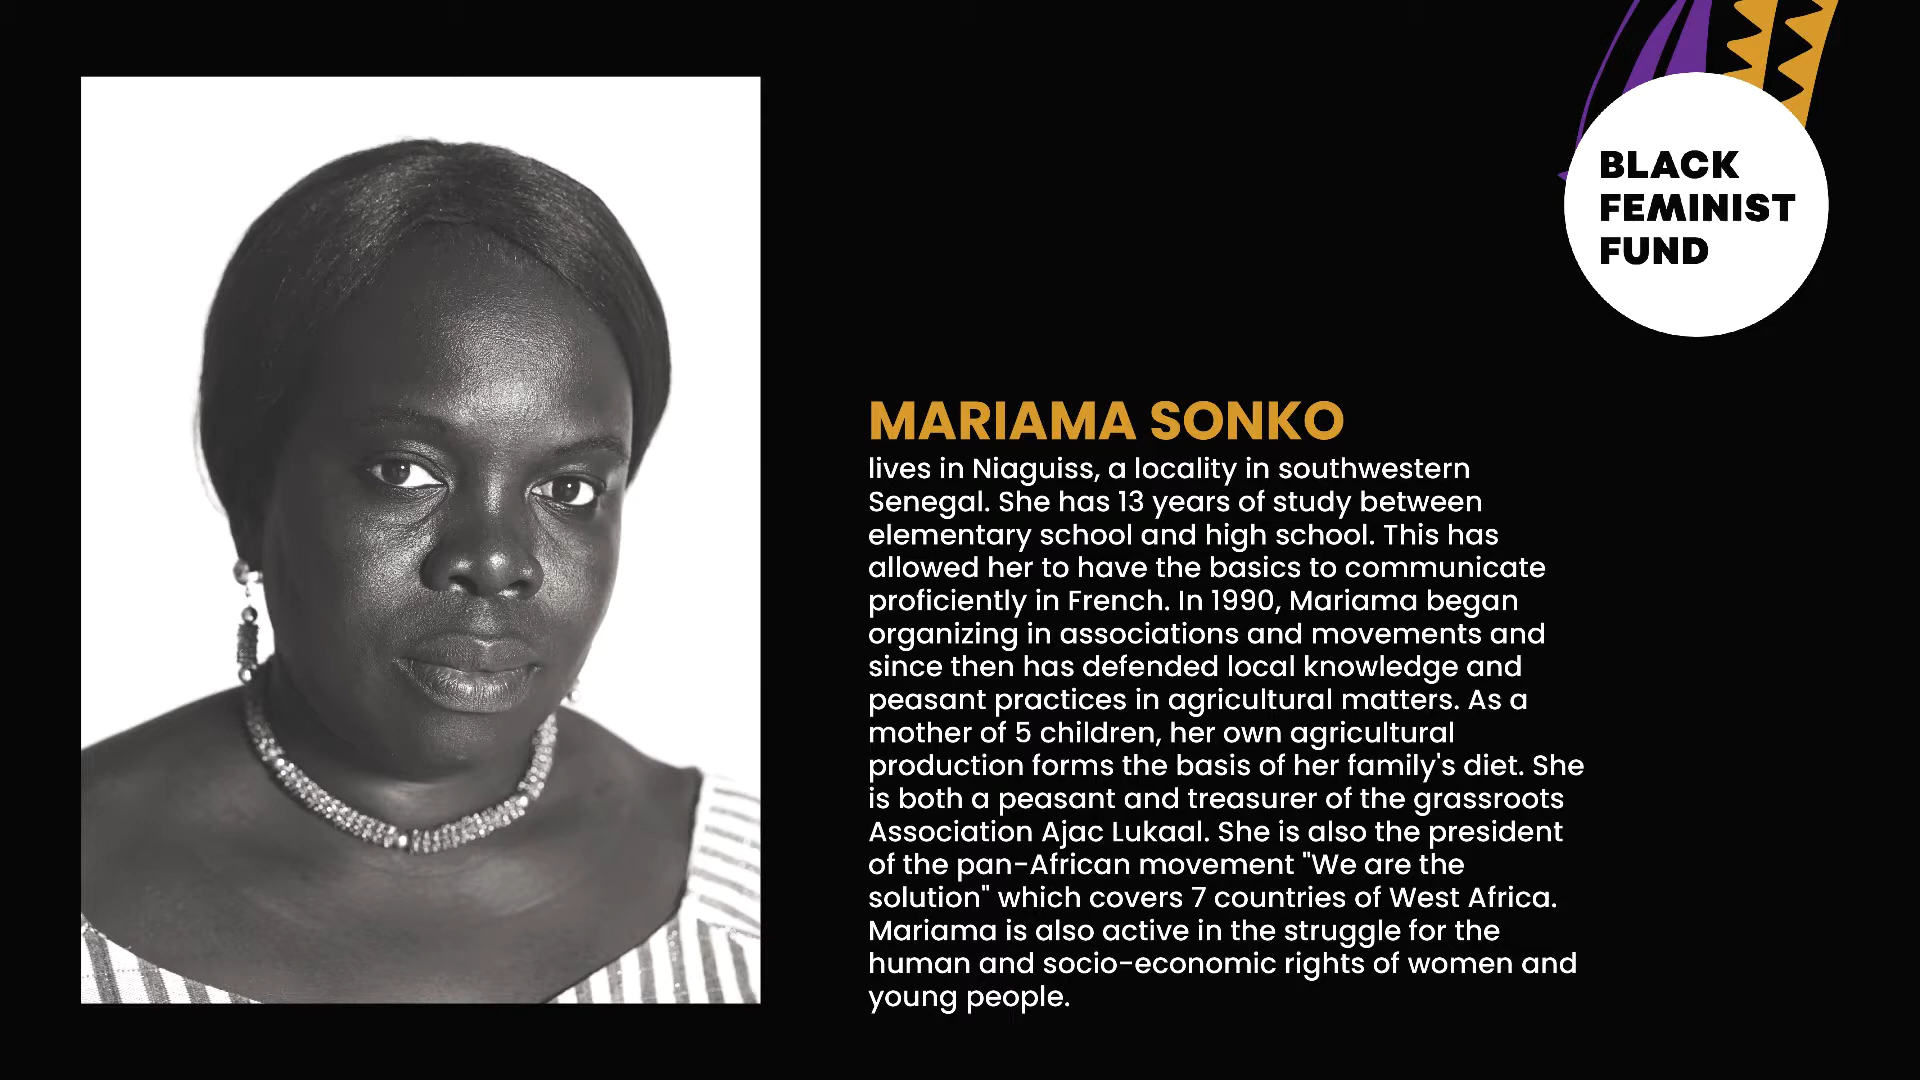 BLACK
FEMINIST
FUND
MARIAMA SONKO
lives in Niaguiss, a locality in southwestern
Senegal. She has 13 years of study between
elementary school and high school. This has
allowed her to have the basics to communicate
proficiently in French. In 1990, Mariama began
organizing in associations and movements and
since then has defended local knowledge and
peasant practices in agricultural matters. As a
mother of 5 children, her own agricultural
production forms the basis of her family's diet. She
is both a peasant and treasurer of the grassroots
Association Ajac Lukaal. She is also the president
of the pan-African movement "We are the
solution" which covers 7 countries of West Africa.
Mariama is also active in the struggle for the
human and socio-economic rights of women and
young people.